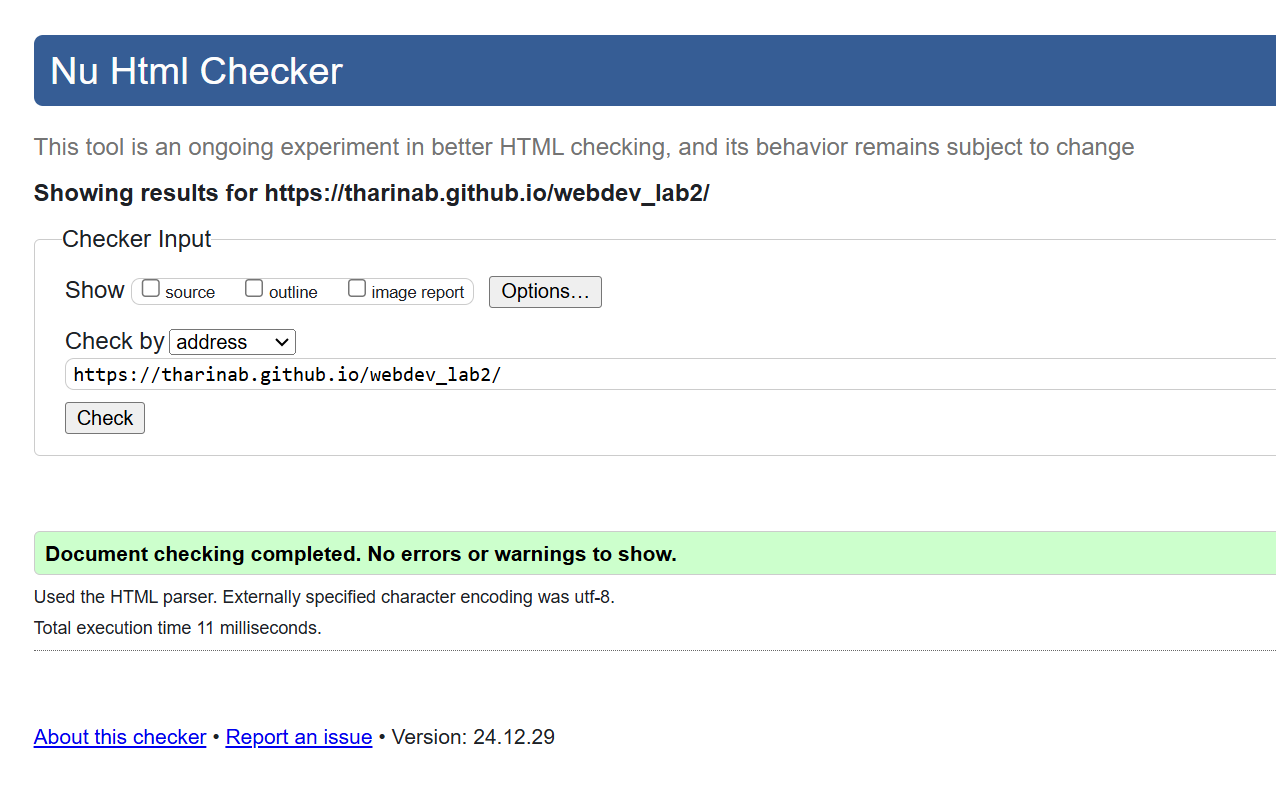 Nu Html Checker
This tool is an ongoing experiment in better HTML checking, and its behavior remains subject to change
Showing results for https://tharinab.github.io/webdev_lab2/
Checker Input
Show source outline image report Options…
Check by address
https://tharinab.github.io/webdev_lab2/
Check
Document checking completed. No errors or warnings to show.
Used the HTML parser. Externally specified character encoding was utf-8.
Total execution time 11 milliseconds.
About this checker • Report an issue • Version: 24.12.29